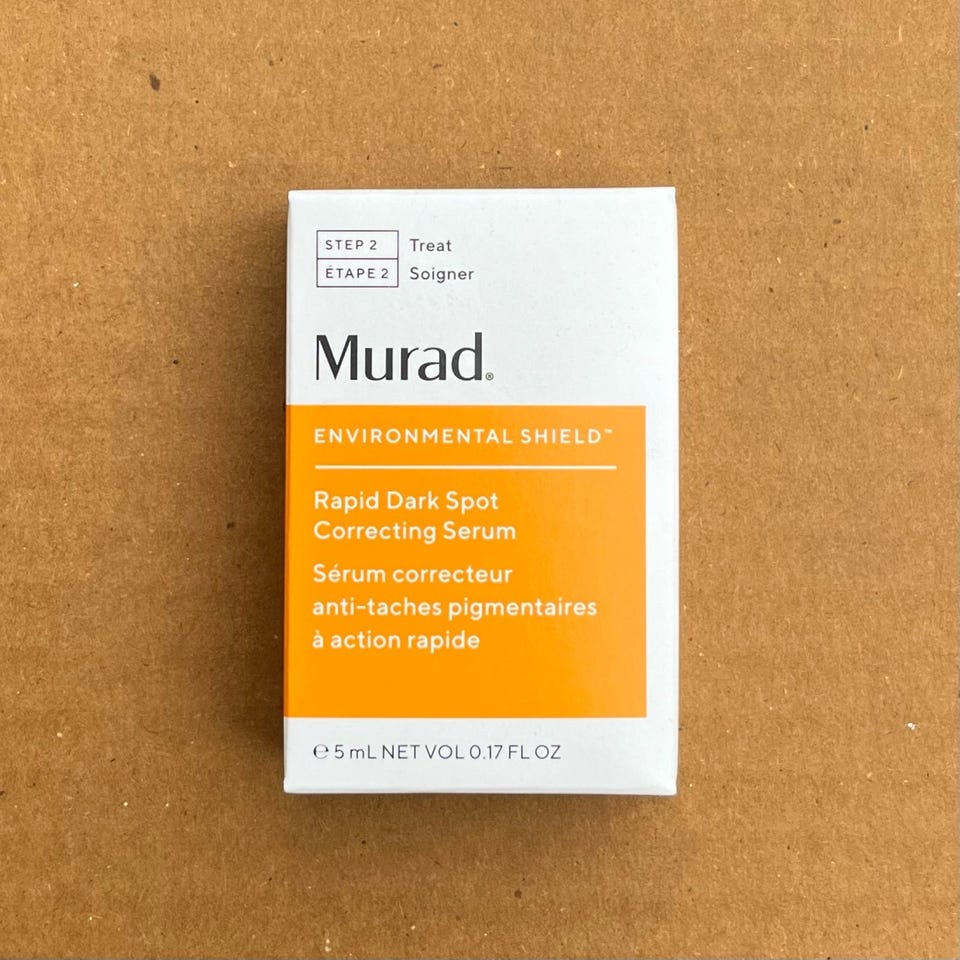 STEP 2 Treat
ÉTAPE 2 Soigner
Murad®
ENVIRONMENTAL SHIELD™
Rapid Dark Spot
Correcting Serum
Sérum correcteur
anti-taches pigmentaires
à action rapide
℮ 5 mL NET VOL 0.17 FL OZ